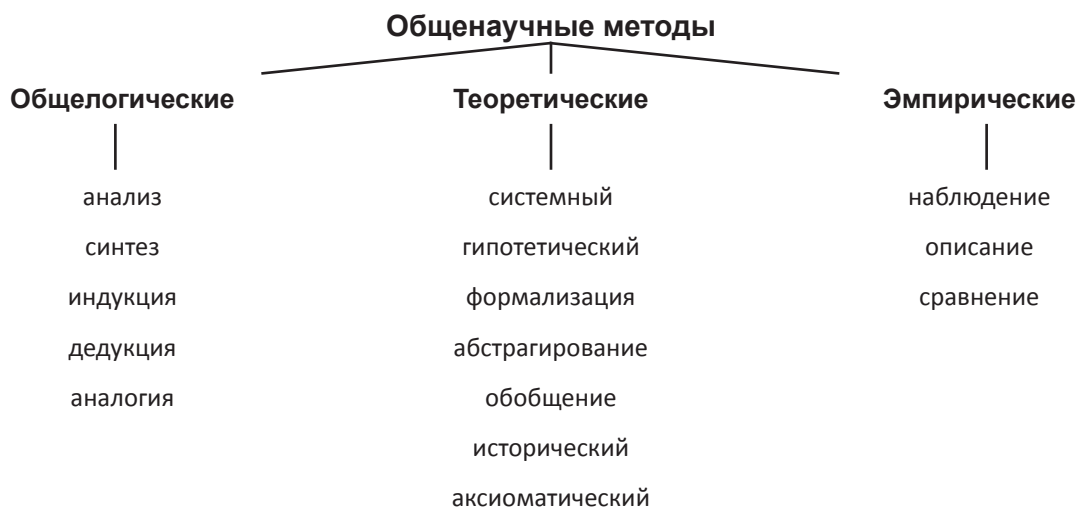 Общенаучные методы
Общелогические
анализ
синтез
индукция
дедукция
аналогия
Теоретические
системный
гипотетический
формализация
абстрагирование
обобщение
исторический
аксиоматический
Эмпирические
наблюдение
описание
сравнение